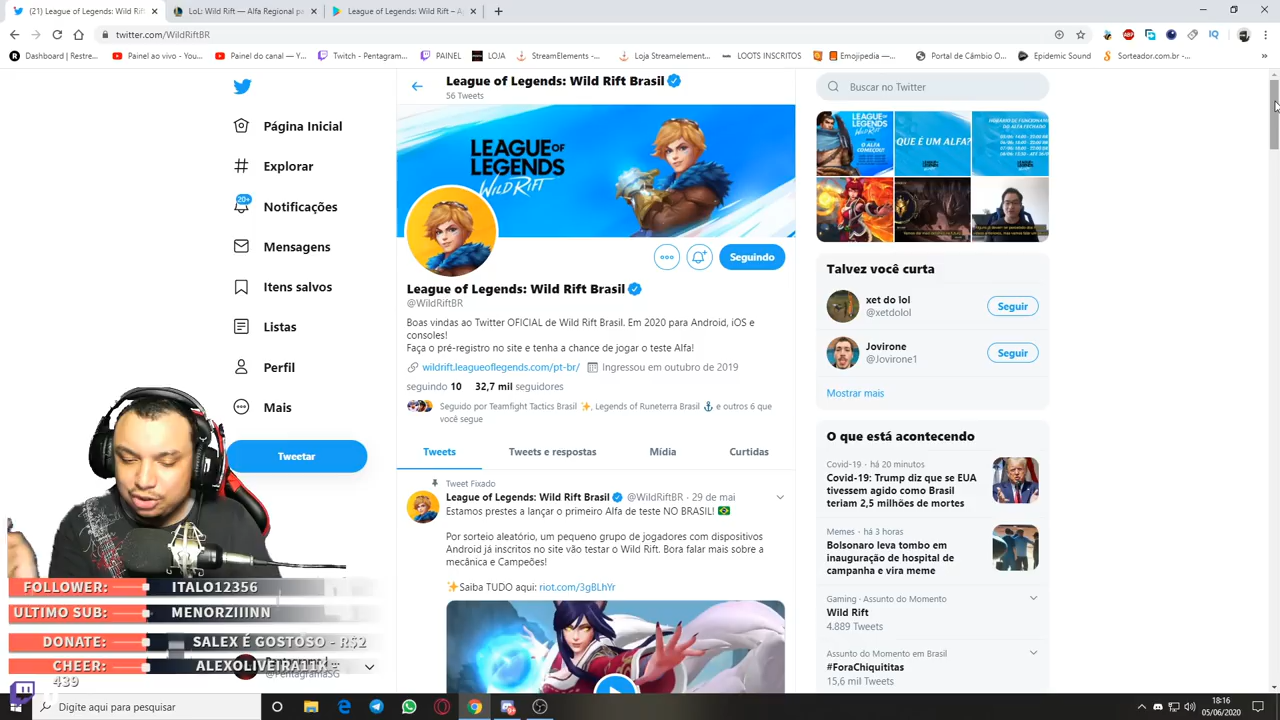 (21) League of Legends: Wild Rift
LoL: Wild Rift — Alfa Regional p
League of Legends: Wild Rift – A
twitter.com/WildRiftBR
Dashboard | Restre...
Painel ao vivo - You...
Painel do canal — Y...
Twitch - Pentagram...
PAINEL
LOJA
StreamElements -...
Loja Streamelement...
LOOTS INSCRITOS
Emojipedia —...
Portal de Câmbio O...
Epidemic Sound
Sorteador.com.br -...
Página Inicial
Explorar
20+
Notificações
Mensagens
Itens salvos
Listas
Perfil
Mais
Tweetar
League of Legends: Wild Rift Brasil
56 Tweets
LEAGUE OF
LEGENDS
WILD RIFT
Seguindo
League of Legends: Wild Rift Brasil
@WildRiftBR
Boas vindas ao Twitter OFICIAL de Wild Rift Brasil. Em 2020 para Android, iOS e
consoles!
Faça o pré-registro no site e tenha a chance de jogar o teste Alfa!
wildrift.leagueoflegends.com/pt-br/ Ingressou em outubro de 2019
seguindo 10 32,7 mil seguidores
Seguido por Teamfight Tactics Brasil ✨, Legends of Runeterra Brasil ⚓ e outros 6 que
você segue
Tweets
Tweets e respostas
Mídia
Curtidas
Tweet Fixado
League of Legends: Wild Rift Brasil @WildRiftBR · 29 de mai
Estamos prestes a lançar o primeiro Alfa de teste NO BRASIL! 🇧🇷
Por sorteio aleatório, um pequeno grupo de jogadores com dispositivos
Android já inscritos no site vão testar o Wild Rift. Bora falar mais sobre a
mecânica e Campeões!
✨Saiba TUDO aqui: riot.com/3gBLhYr
Buscar no Twitter
O ALFA
COMEÇOU!
QUE É UM ALFA?
HORÁRIO DE FUNCIONAMENTO
DO ALFA FECHADO
Talvez você curta
xet do lol
@xetdolol
Seguir
Jovirone
@Jovirone1
Seguir
Mostrar mais
O que está acontecendo
Covid-19 · há 20 minutos
Covid-19: Trump diz que se EUA
tivessem agido como Brasil
teriam 2,5 milhões de mortes
Memes · há 3 horas
Bolsonaro leva tombo em
inauguração de hospital de
campanha e vira meme
Gaming · Assunto do Momento
Wild Rift
4.889 Tweets
Assunto do Momento em Brasil
#ForaChiquititas
15,6 mil Tweets
FOLLOWER: ITALO12356
ULTIMO SUB: MENORZIIINN
DONATE: SALEX É GOSTOSO - R$2
CHEER: ALEXOLIVEIRA11K
439
@PentagramaSG
Digite aqui para pesquisar
18:16
05/06/2020